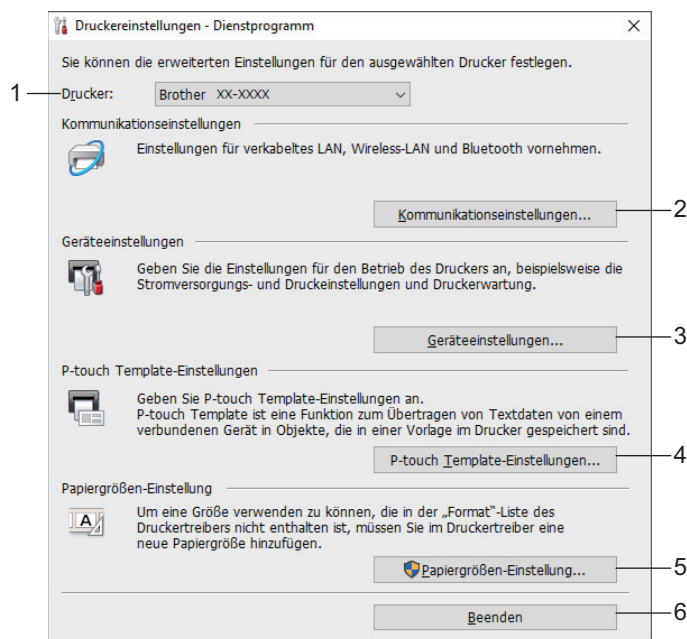 Druckereinstellungen - Dienstprogramm
Sie können die erweiterten Einstellungen für den ausgewählten Drucker festlegen.
1
Drucker: Brother XX-XXXX
Kommunikationseinstellungen
Einstellungen für verkabeltes LAN, Wireless-LAN und Bluetooth vornehmen.
Kommunikationseinstellungen...
2
Geräteeinstellungen
Geben Sie die Einstellungen für den Betrieb des Druckers an, beispielsweise die
Stromversorgungs- und Druckeinstellungen und Druckerwartung.
Geräteeinstellungen...
3
P-touch Template-Einstellungen
Geben Sie P-touch Template-Einstellungen an.
P-touch Template ist eine Funktion zum Übertragen von Textdaten von einem
verbundenen Gerät in Objekte, die in einer Vorlage im Drucker gespeichert sind.
P-touch Template-Einstellungen...
4
Papiergrößen-Einstellung
A
Um eine Größe verwenden zu können, die in der „Format"-Liste des
Druckertreibers nicht enthalten ist, müssen Sie im Druckertreiber eine
neue Papiergröße hinzufügen.
Papiergrößen-Einstellung...
5
Beenden
6